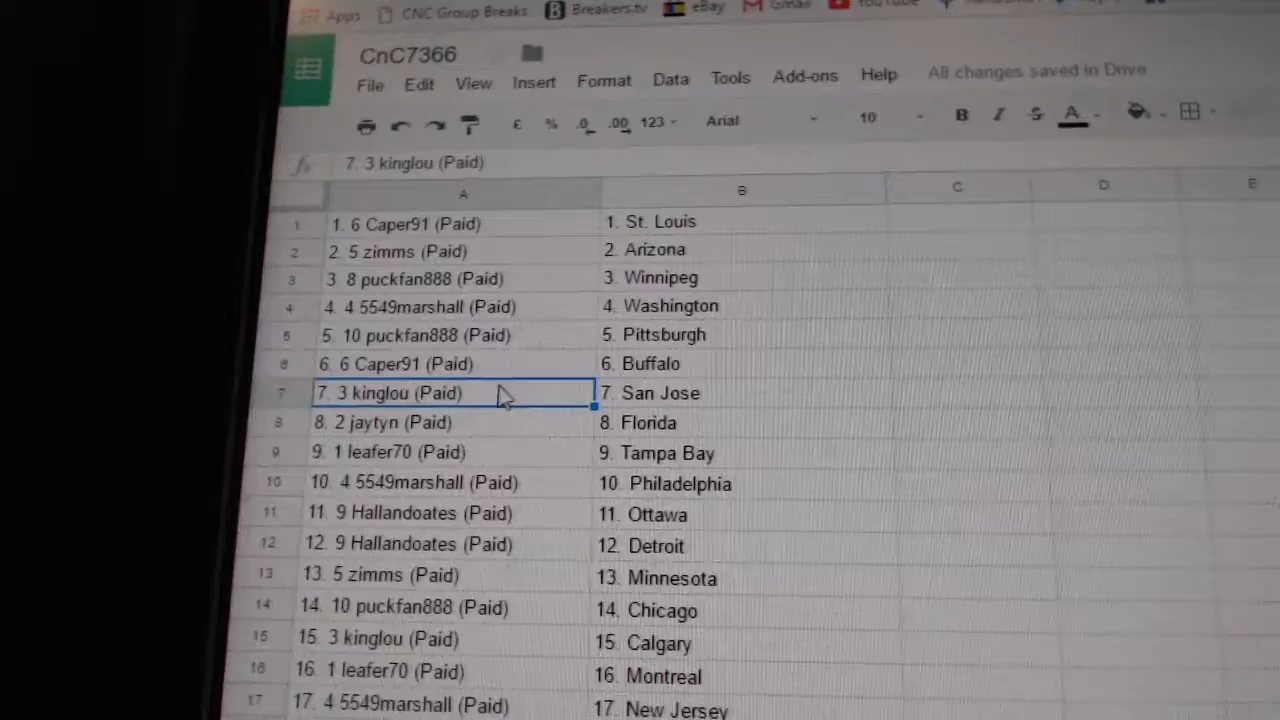 Apps CNC Group Breaks B Breakers.tv eBay Gmail YouTube
CnC7366
File Edit View Insert Format Data Tools Add-ons Help All changes saved in Drive
£ % .0 .00 123 Arial 10 B I S A
fx 7. 3 kinglou (Paid)
A B C D E
1 1. 6 Caper91 (Paid) 1. St. Louis
2 2. 5 zimms (Paid) 2. Arizona
3 3 8 puckfan888 (Paid) 3. Winnipeg
4 4. 4 5549marshall (Paid) 4. Washington
5 5. 10 puckfan888 (Paid) 5. Pittsburgh
6 6. 6 Caper91 (Paid) 6. Buffalo
7 7. 3 kinglou (Paid) 7. San Jose
8 8. 2 jaytyn (Paid) 8. Florida
9 9. 1 leafer70 (Paid) 9. Tampa Bay
10 10. 4 5549marshall (Paid) 10. Philadelphia
11 11. 9 Hallandoates (Paid) 11. Ottawa
12 12. 9 Hallandoates (Paid) 12. Detroit
13 13. 5 zimms (Paid) 13. Minnesota
14 14. 10 puckfan888 (Paid) 14. Chicago
15 15. 3 kinglou (Paid) 15. Calgary
16 16. 1 leafer70 (Paid) 16. Montreal
17 17. 4 5549marshall (Paid) 17. New Jersey